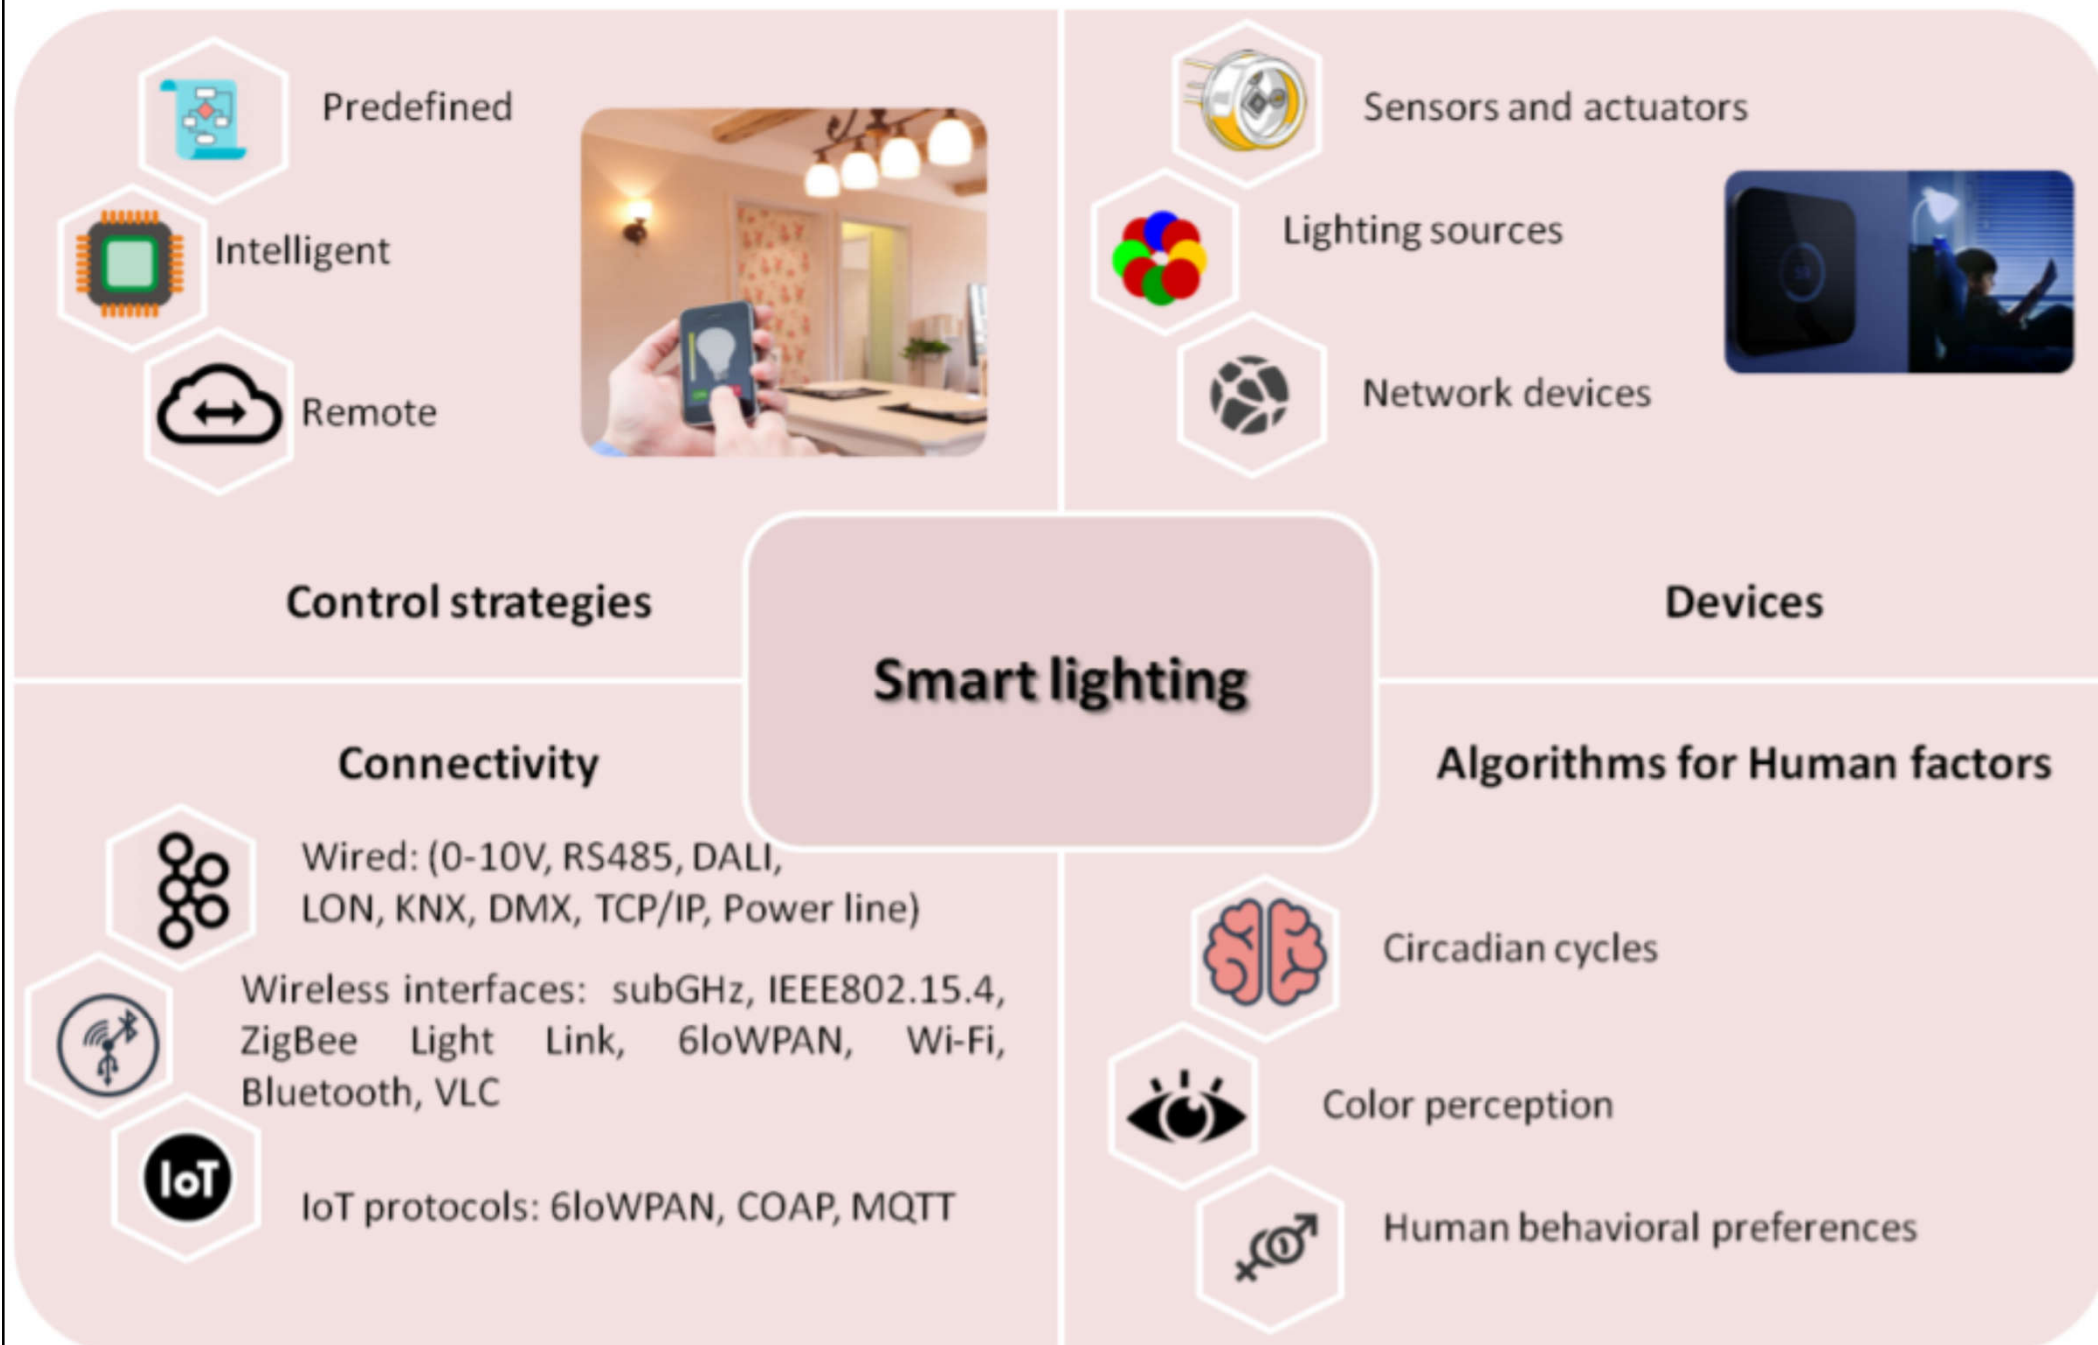 Predefined
Intelligent
Remote
Control strategies
Sensors and actuators
Lighting sources
Network devices
Devices
Smart lighting
Connectivity
Wired: (0-10V, RS485, DALI,
LON, KNX, DMX, TCP/IP, Power line)
Wireless interfaces: subGHz, IEEE802.15.4,
ZigBee Light Link, 6loWPAN, Wi-Fi,
Bluetooth, VLC
IoT
IoT protocols: 6loWPAN, COAP, MQTT
Algorithms for Human factors
Circadian cycles
Color perception
Human behavioral preferences